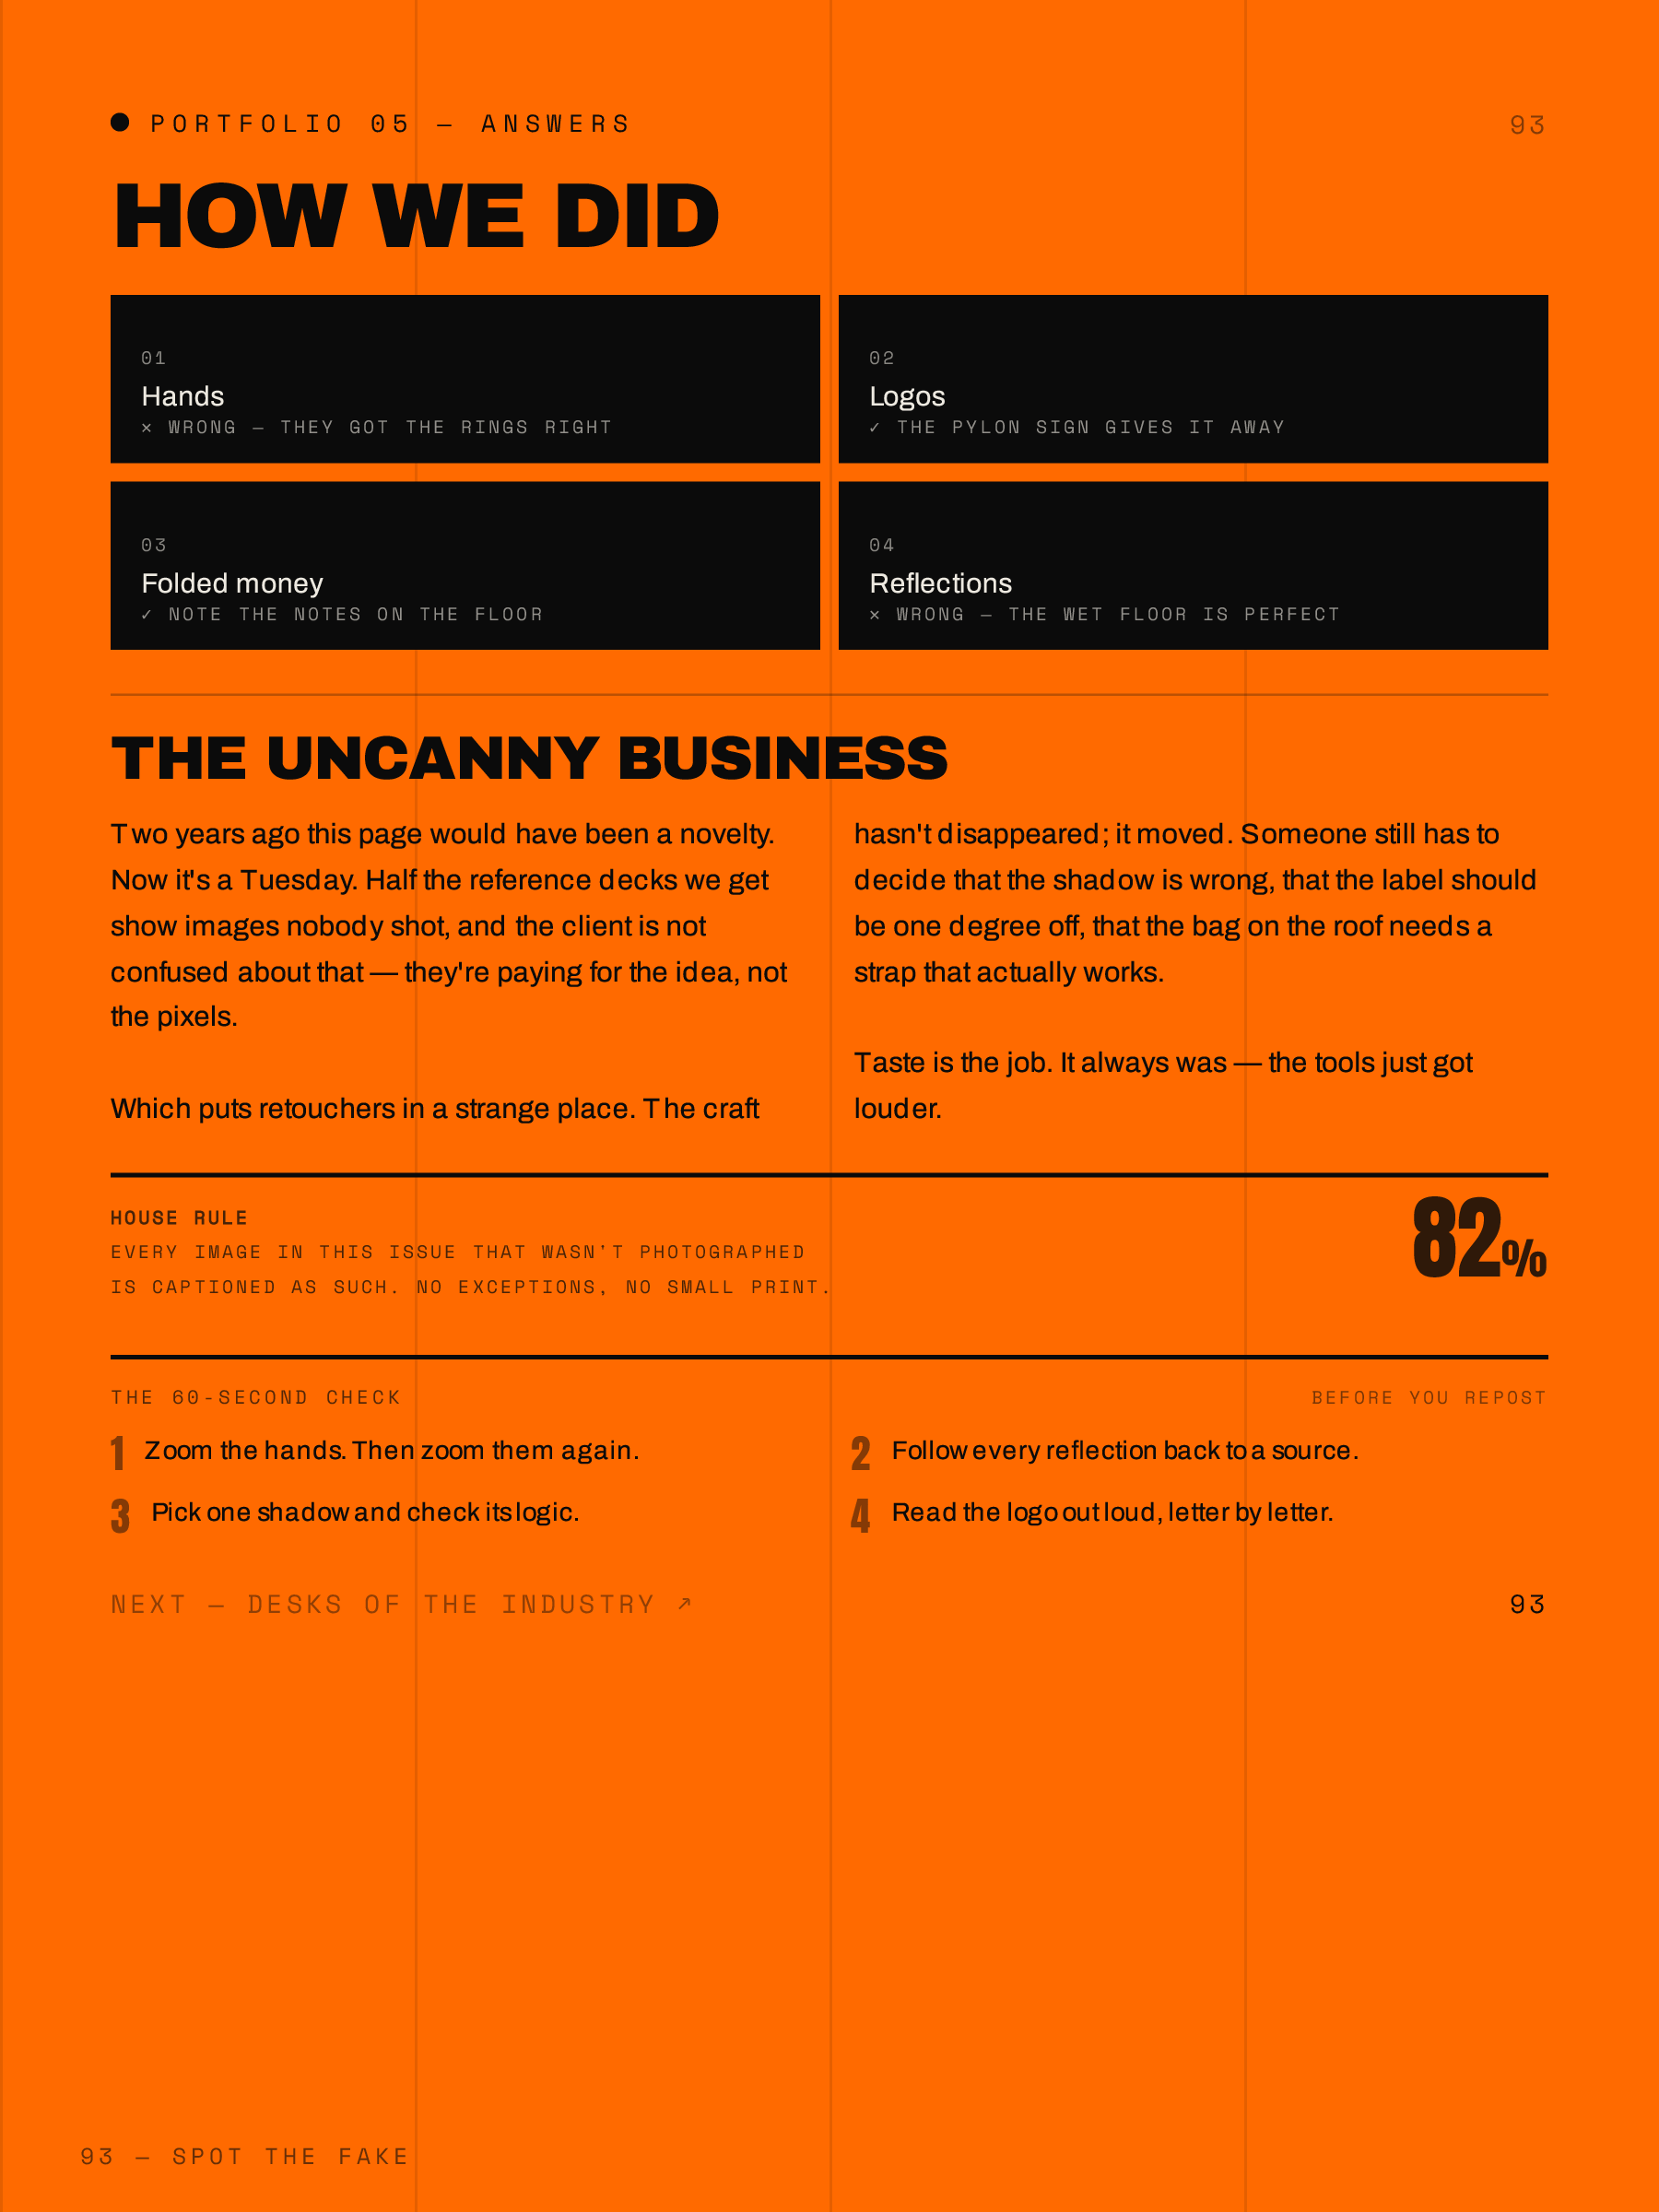 PORTFOLIO 05 — ANSWERS
93
HOW WE DID
01
Hands
× WRONG — THEY GOT THE RINGS RIGHT
02
Logos
✓ THE PYLON SIGN GIVES IT AWAY
03
Folded money
✓ NOTE THE NOTES ON THE FLOOR
04
Reflections
× WRONG — THE WET FLOOR IS PERFECT
THE UNCANNY BUSINESS
Two years ago this page would have been a novelty.
Now it's a Tuesday. Half the reference decks we get
show images nobody shot, and the client is not
confused about that — they're paying for the idea, not
the pixels.
Which puts retouchers in a strange place. The craft
hasn't disappeared; it moved. Someone still has to
decide that the shadow is wrong, that the label should
be one degree off, that the bag on the roof needs a
strap that actually works.
Taste is the job. It always was — the tools just got
louder.
HOUSE RULE
EVERY IMAGE IN THIS ISSUE THAT WASN'T PHOTOGRAPHED
IS CAPTIONED AS SUCH. NO EXCEPTIONS, NO SMALL PRINT.
82%
THE 60-SECOND CHECK
BEFORE YOU REPOST
1 Zoom the hands. Then zoom them again.
2 Follow every reflection back to a source.
3 Pick one shadow and check its logic.
4 Read the logo out loud, letter by letter.
NEXT — DESKS OF THE INDUSTRY ↗
93
93 — SPOT THE FAKE